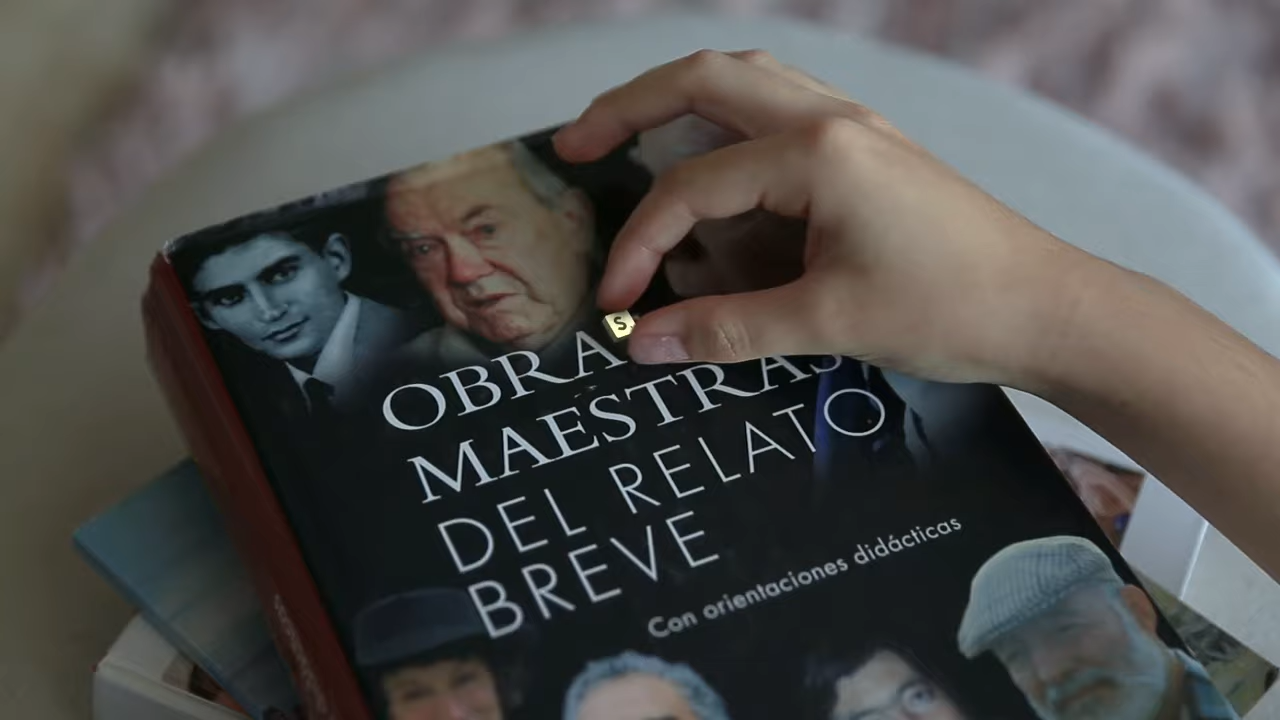 S
OBRA
MAESTRAS
DEL RELATO
BREVE
Con orientaciones didácticas